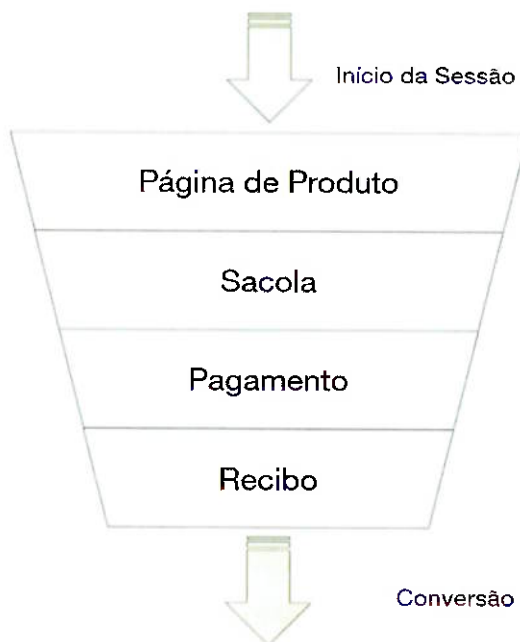 Início da Sessão
Página de Produto
Sacola
Pagamento
Recibo
Conversão